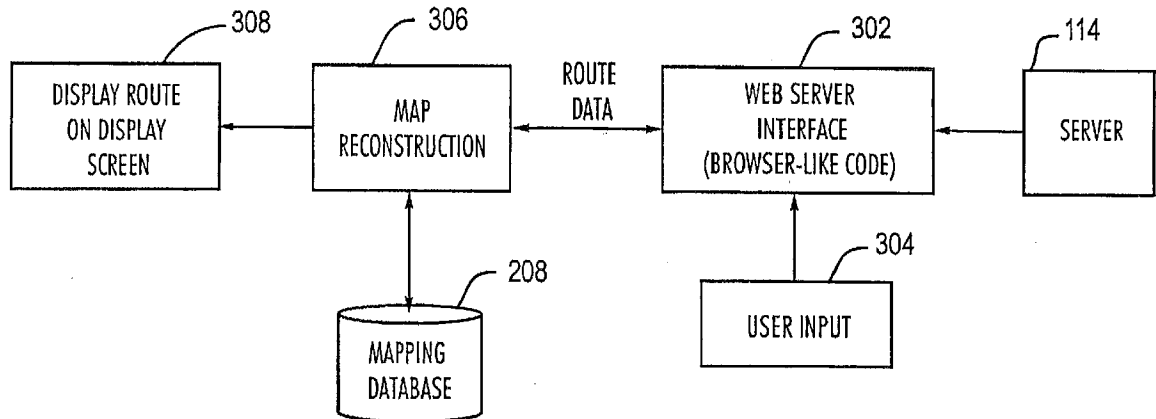 308
306
302
114
DISPLAY ROUTE
ON DISPLAY
SCREEN
MAP
RECONSTRUCTION
ROUTE
DATA
WEB SERVER
INTERFACE
(BROWSER-LIKE CODE)
SERVER
208
MAPPING
DATABASE
304
USER INPUT